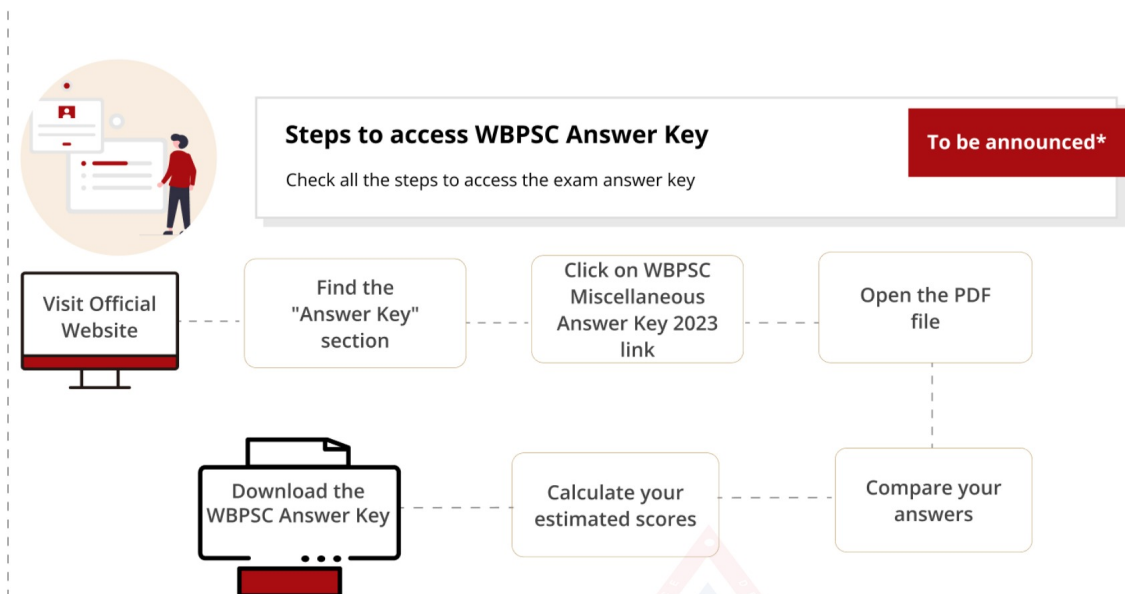 Steps to access WBPSC Answer Key
To be announced*
Check all the steps to access the exam answer key
Visit Official
Website
Find the
"Answer Key"
section
Click on WBPSC
Miscellaneous
Answer Key 2023
link
Open the PDF
file
Compare your
answers
Calculate your
estimated scores
Download the
WBPSC Answer Key